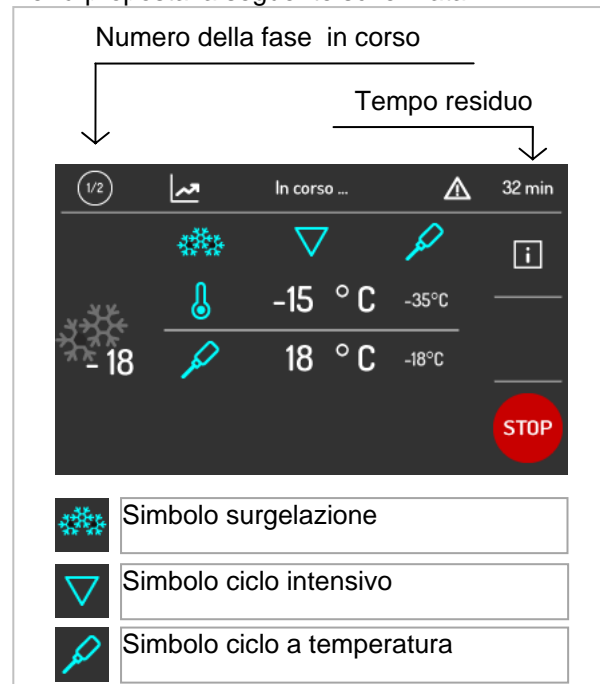 Numero della fase in corso
Tempo residuo
1/2
In corso ...
32 min
i
-15 °C -35°C
-18
18 °C -18°C
STOP
Simbolo surgelazione
Simbolo ciclo intensivo
Simbolo ciclo a temperatura